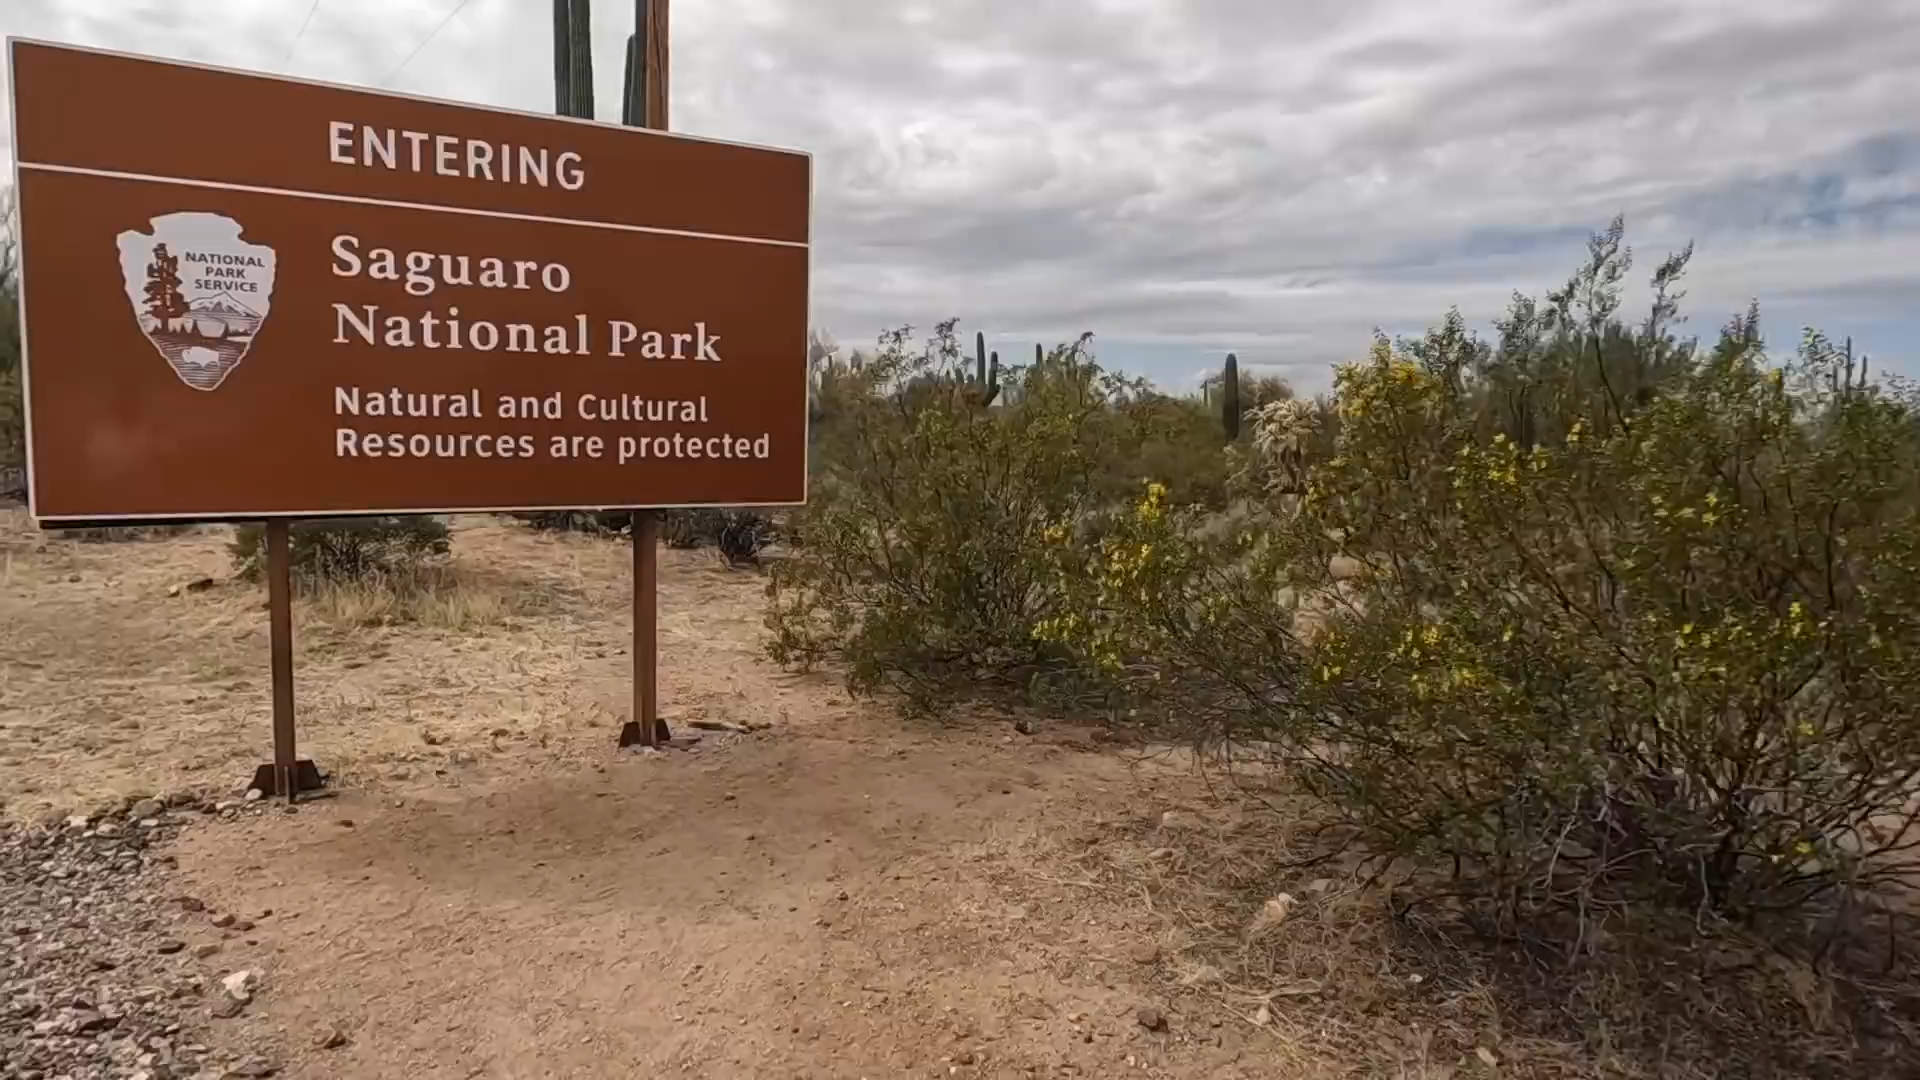 ENTERING
NATIONAL
PARK
SERVICE
Saguaro
National Park
Natural and Cultural
Resources are protected